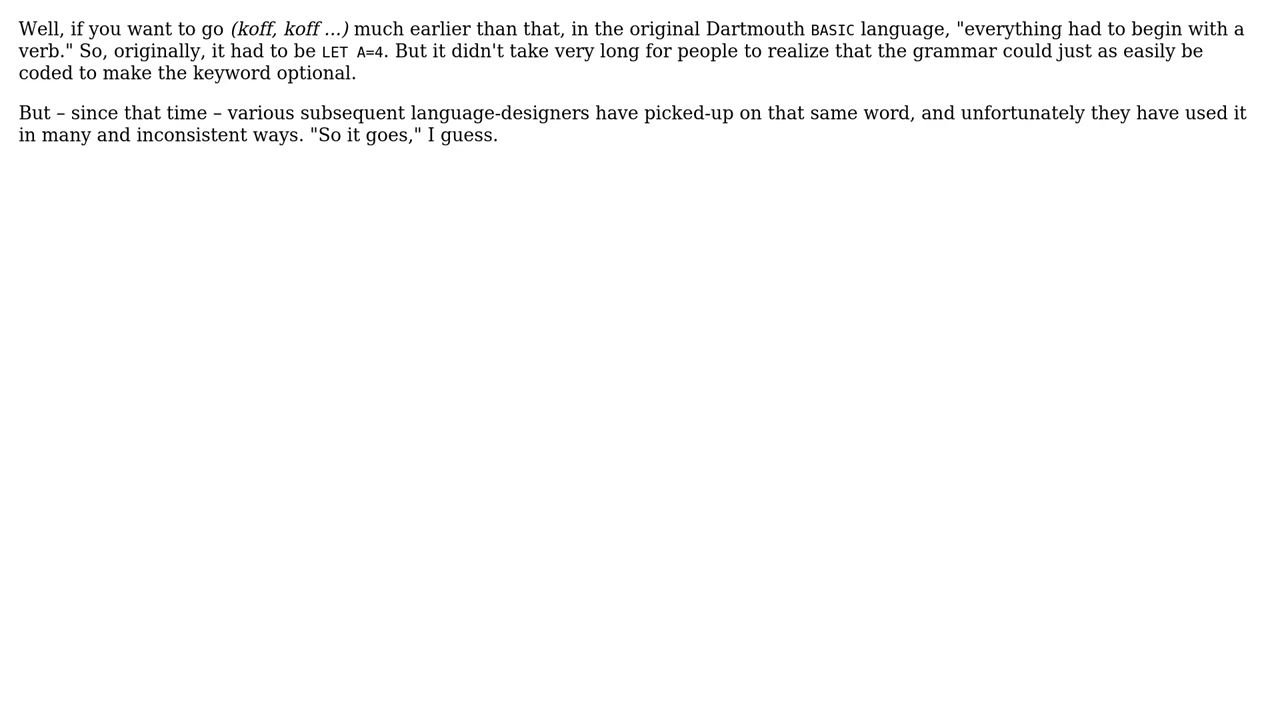 Well, if you want to go (koff, koff ...) much earlier than that, in the original Dartmouth BASIC language, "everything had to begin with a
verb." So, originally, it had to be LET A=4. But it didn't take very long for people to realize that the grammar could just as easily be
coded to make the keyword optional.
But – since that time – various subsequent language-designers have picked-up on that same word, and unfortunately they have used it
in many and inconsistent ways. "So it goes," I guess.